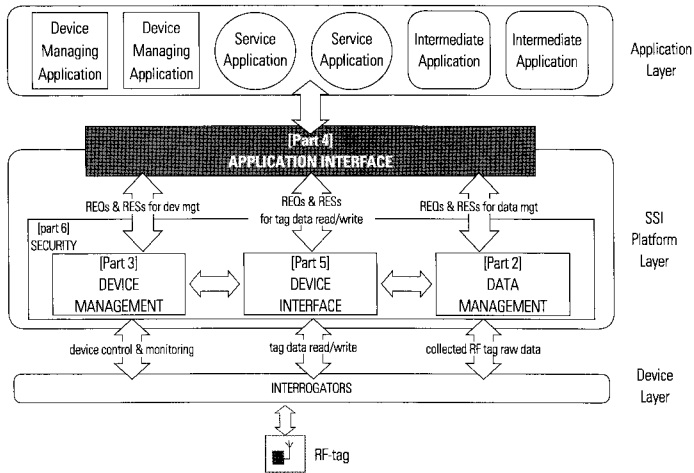 Device
Managing
Application
Device
Managing
Application
Service
Application
Service
Application
Intermediate
Application
Intermediate
Application
Application
Layer
[Part 4]
APPLICATION INTERFACE
REQs & RESs for dev mgt
REQs & RESs
for tag data read/write
REQs & RESs for data mgt
[part 6]
SECURITY
[Part 3]
DEVICE
MANAGEMENT
[Part 5]
DEVICE
INTERFACE
[Part 2]
DATA
MANAGEMENT
SSI
Platform
Layer
device control & monitoring
tag data read/write
collected RF tag raw data
INTERROGATORS
Device
Layer
RF-tag